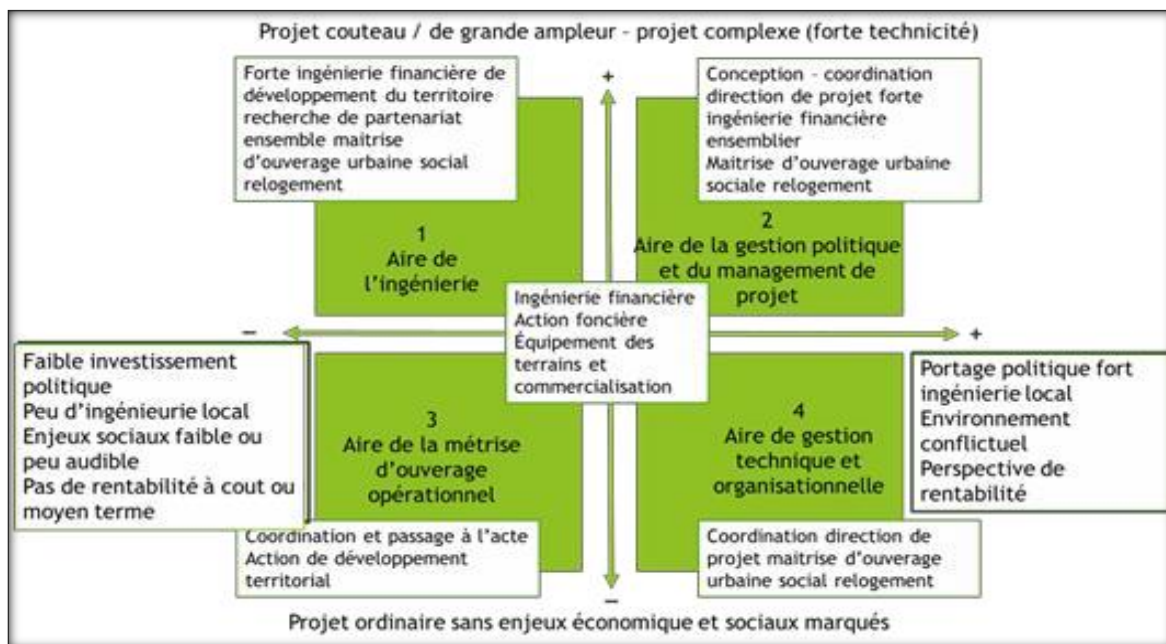 Projet couteau / de grande ampleur – projet complexe (forte technicité)
Forte ingénierie financière de
développement du territoire
recherche de partenariat
ensemble maitrise
d'ouvrage urbaine social
relogement
+
Conception – coordination
direction de projet forte
ingénierie financière
ensemblier
Maitrise d'ouvrage urbaine
sociale relogement
1
Aire de
l'ingénierie
2
Aire de la gestion politique
et du management de
projet
Ingénierie financière
Action foncière
Équipement des
terrains et
commercialisation
–
+
Faible investissement
politique
Peu d'ingénieurie local
Enjeux sociaux faible ou
peu audible
Pas de rentabilité à cout ou
moyen terme
3
Aire de la métrise
d'ouvrage
opérationnel
4
Aire de gestion
technique et
organisationnelle
Portage politique fort
ingénierie local
Environnement
conflictuel
Perspective de
rentabilité
Coordination et passage à l'acte
Action de développement
territorial
Coordination direction de
projet maitrise d'ouvrage
urbaine social relogement
–
Projet ordinaire sans enjeux économique et sociaux marqués